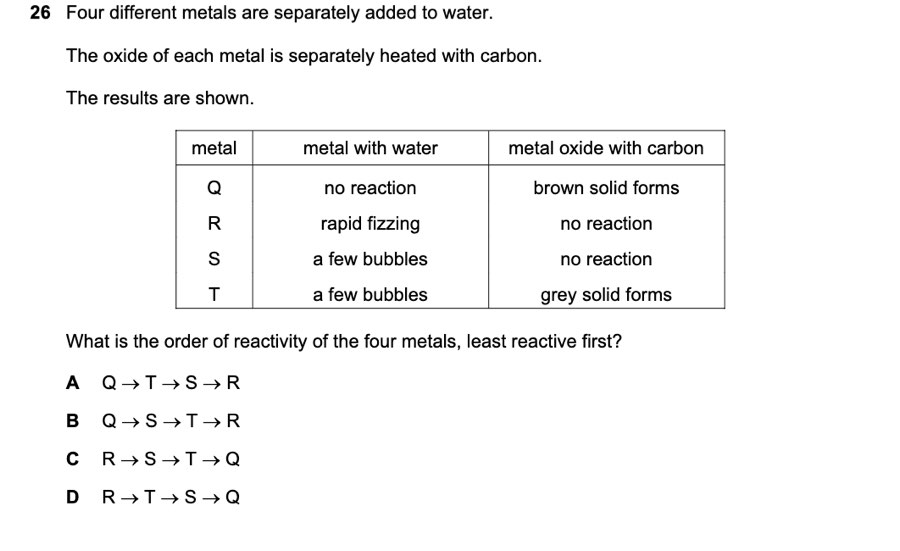 26 Four different metals are separately added to water.
The oxide of each metal is separately heated with carbon.
The results are shown.
metal metal with water metal oxide with carbon
Q no reaction brown solid forms
R rapid fizzing no reaction
S a few bubbles no reaction
T a few bubbles grey solid forms
What is the order of reactivity of the four metals, least reactive first?
A Q → T → S → R
B Q → S → T → R
C R → S → T → Q
D R → T → S → Q